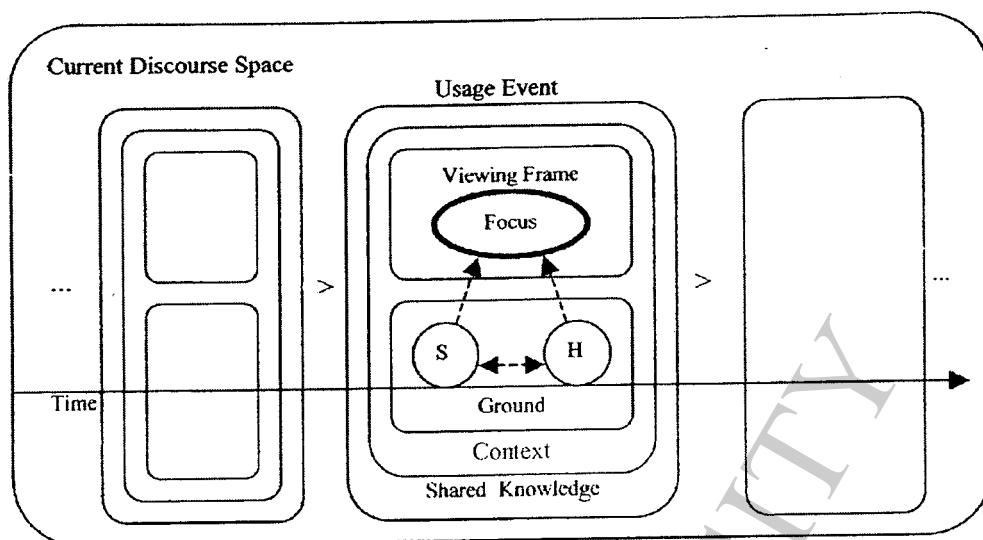 Current Discourse Space
Usage Event
Viewing Frame
Focus
... > > ...
S H
Time
Ground
Context
Shared Knowledge